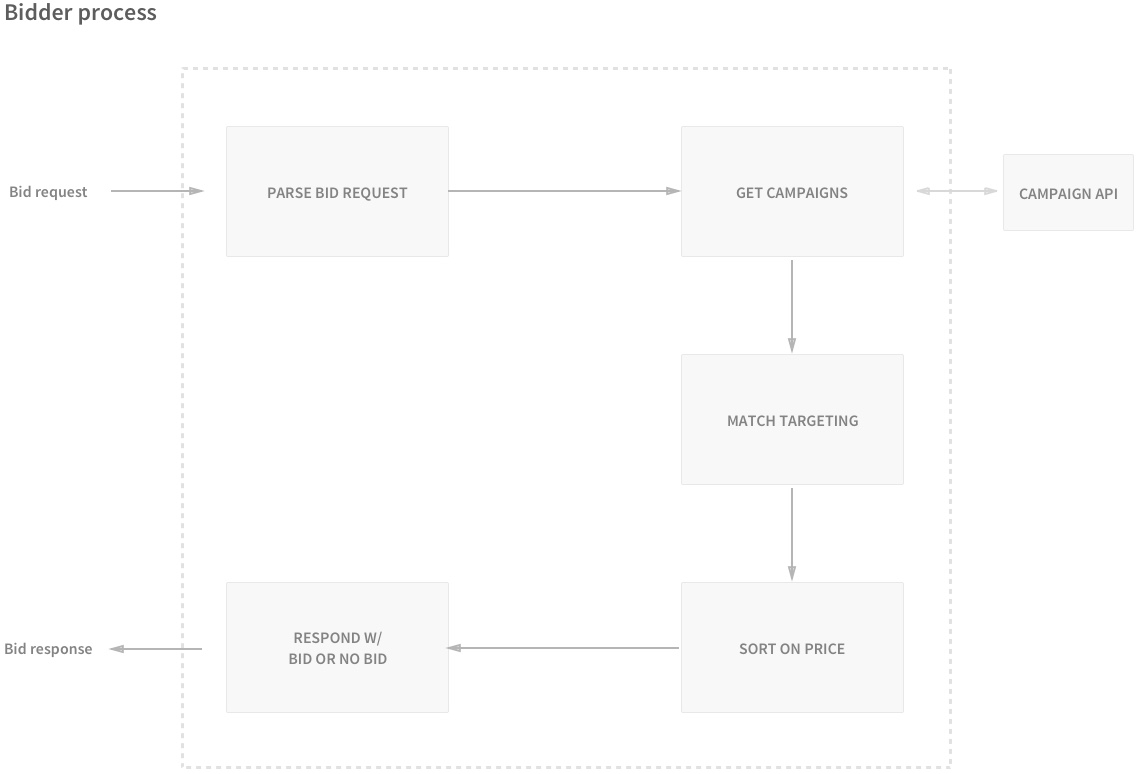 Bidder process
Bid request
PARSE BID REQUEST
GET CAMPAIGNS
CAMPAIGN API
MATCH TARGETING
Bid response
RESPOND W/
BID OR NO BID
SORT ON PRICE